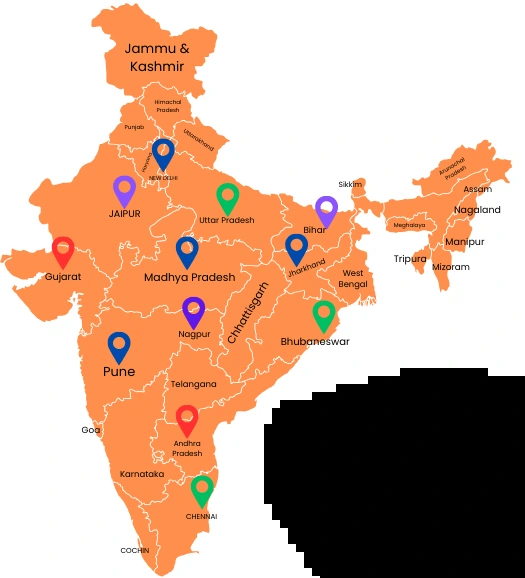 Jammu &
Kashmir
Himachal
Pradesh
Punjab
Uttarakhand
Haryana
NEW DELHI
Arunachal
Pradesh
Sikkim
Assam
JAIPUR
Uttar Pradesh
Nagaland
Bihar
Meghalaya
Manipur
Tripura
Mizoram
Gujarat
Madhya Pradesh
Jharkhand
West
Bengal
Chhattisgarh
Nagpur
Bhubaneswar
Pune
Telangana
Goa
Andhra
Pradesh
Karnataka
CHENNAI
COCHIN